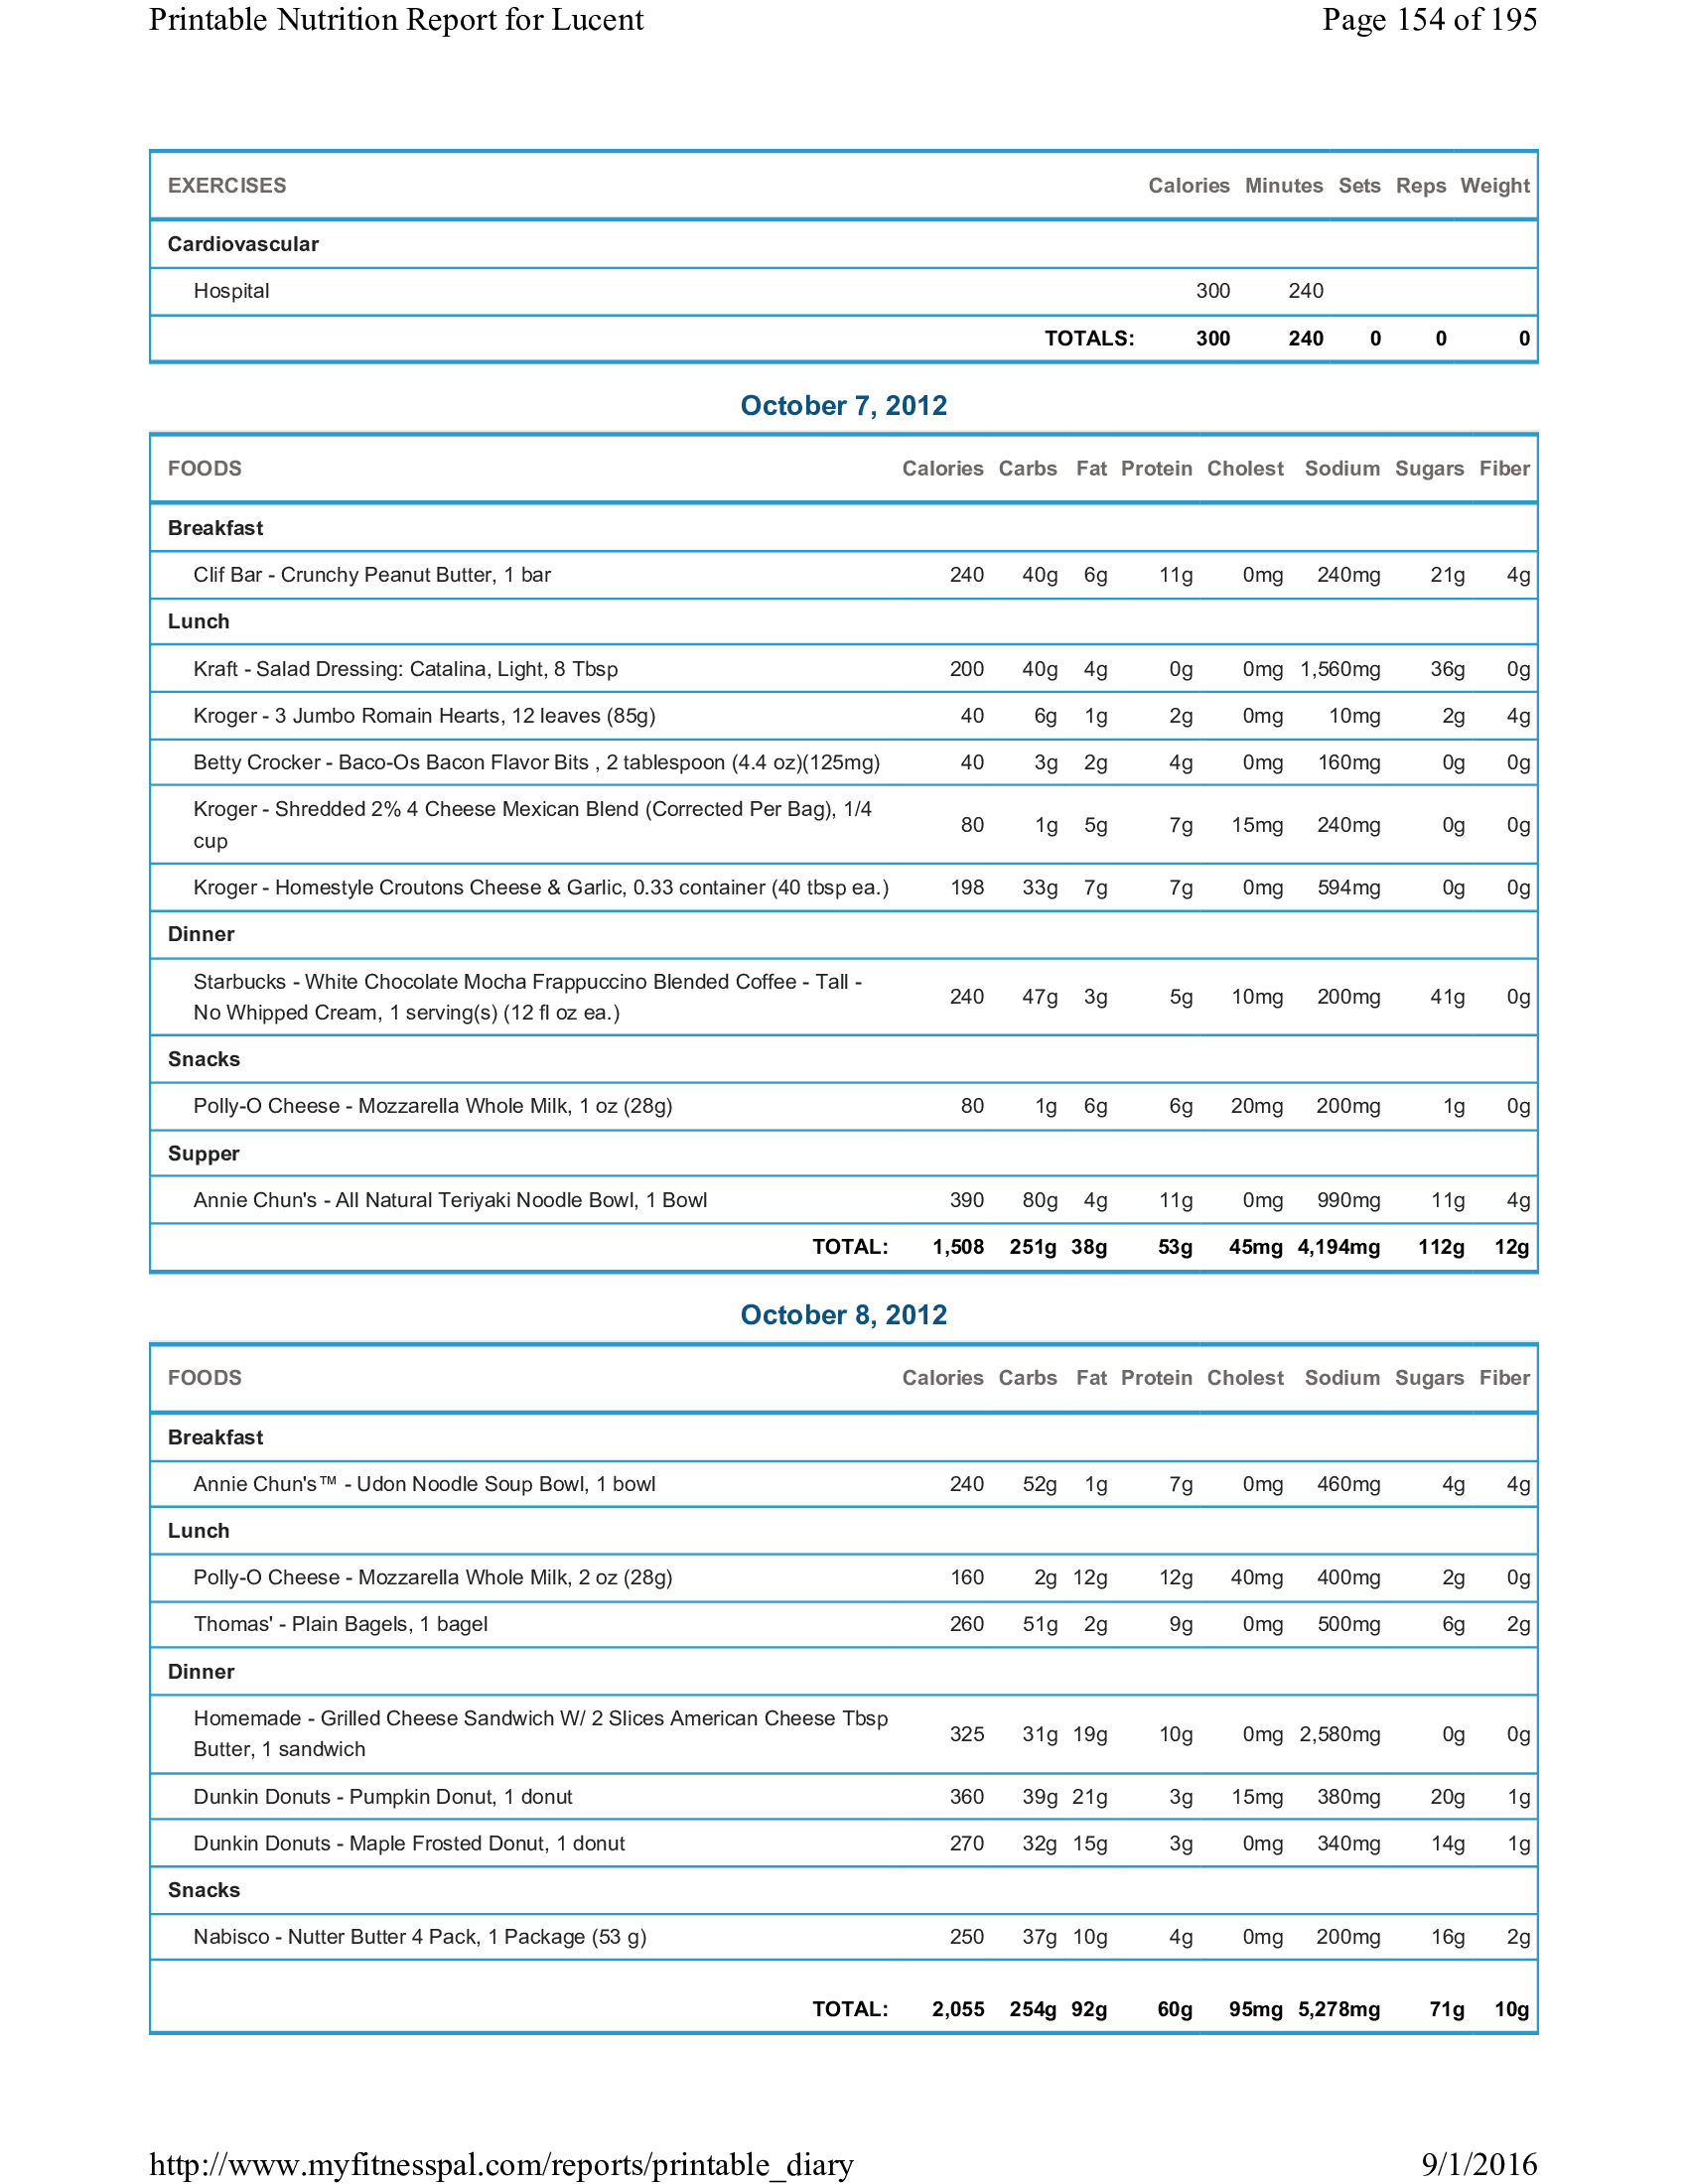 Printable Nutrition Report for Lucent Page 154 of 195
EXERCISES Calories Minutes Sets Reps Weight
Cardiovascular
Hospital 300 240
TOTALS: 300 240 0 0 0
October 7, 2012
FOODS Calories Carbs Fat Protein Cholest Sodium Sugars Fiber
Breakfast
Clif Bar - Crunchy Peanut Butter, 1 bar 240 40g 6g 11g 0mg 240mg 21g 4g
Lunch
Kraft - Salad Dressing: Catalina, Light, 8 Tbsp 200 40g 4g 0g 0mg 1,560mg 36g 0g
Kroger - 3 Jumbo Romain Hearts, 12 leaves (85g) 40 6g 1g 2g 0mg 10mg 2g 4g
Betty Crocker - Baco-Os Bacon Flavor Bits , 2 tablespoon (4.4 oz)(125mg) 40 3g 2g 4g 0mg 160mg 0g 0g
Kroger - Shredded 2% 4 Cheese Mexican Blend (Corrected Per Bag), 1/4
cup 80 1g 5g 7g 15mg 240mg 0g 0g
Kroger - Homestyle Croutons Cheese & Garlic, 0.33 container (40 tbsp ea.) 198 33g 7g 7g 0mg 594mg 0g 0g
Dinner
Starbucks - White Chocolate Mocha Frappuccino Blended Coffee - Tall -
No Whipped Cream, 1 serving(s) (12 fl oz ea.) 240 47g 3g 5g 10mg 200mg 41g 0g
Snacks
Polly-O Cheese - Mozzarella Whole Milk, 1 oz (28g) 80 1g 6g 6g 20mg 200mg 1g 0g
Supper
Annie Chun's - All Natural Teriyaki Noodle Bowl, 1 Bowl 390 80g 4g 11g 0mg 990mg 11g 4g
TOTAL: 1,508 251g 38g 53g 45mg 4,194mg 112g 12g
October 8, 2012
FOODS Calories Carbs Fat Protein Cholest Sodium Sugars Fiber
Breakfast
Annie Chun's™ - Udon Noodle Soup Bowl, 1 bowl 240 52g 1g 7g 0mg 460mg 4g 4g
Lunch
Polly-O Cheese - Mozzarella Whole Milk, 2 oz (28g) 160 2g 12g 12g 40mg 400mg 2g 0g
Thomas' - Plain Bagels, 1 bagel 260 51g 2g 9g 0mg 500mg 6g 2g
Dinner
Homemade - Grilled Cheese Sandwich W/ 2 Slices American Cheese Tbsp
Butter, 1 sandwich 325 31g 19g 10g 0mg 2,580mg 0g 0g
Dunkin Donuts - Pumpkin Donut, 1 donut 360 39g 21g 3g 15mg 380mg 20g 1g
Dunkin Donuts - Maple Frosted Donut, 1 donut 270 32g 15g 3g 0mg 340mg 14g 1g
Snacks
Nabisco - Nutter Butter 4 Pack, 1 Package (53 g) 250 37g 10g 4g 0mg 200mg 16g 2g
TOTAL: 2,055 254g 92g 60g 95mg 5,278mg 71g 10g
http://www.myfitnesspal.com/reports/printable_diary 9/1/2016